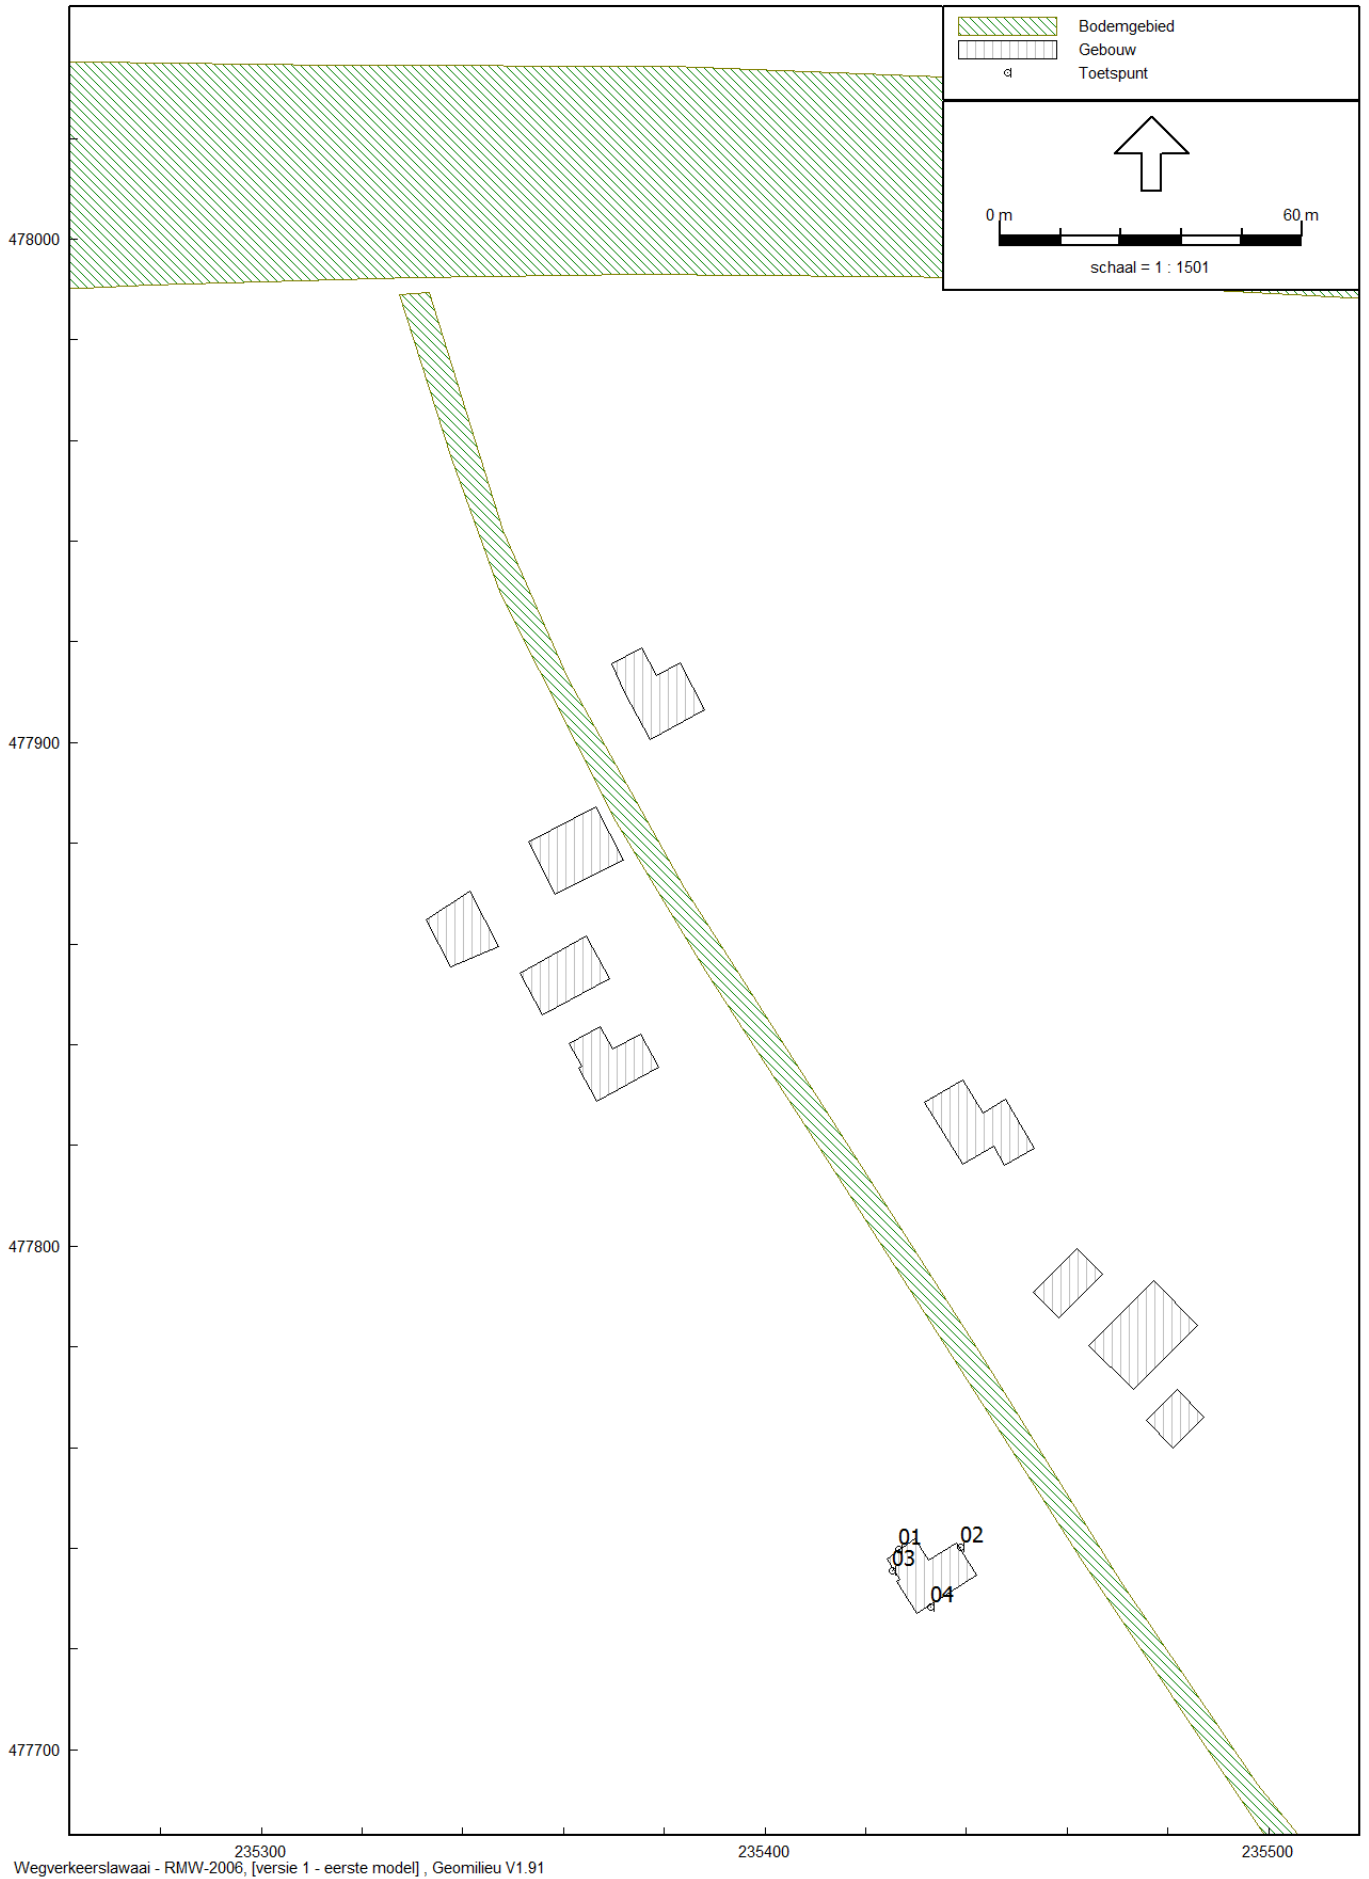 Bodemgebied
Gebouw
Toetspunt
0 m 60 m
schaal = 1 : 1501
478000
477900
477800
477700
01
02
03
04
235300 235400 235500
Wegverkeerslawaai - RMW-2006, [versie 1 - eerste model] , Geomilieu V1.91